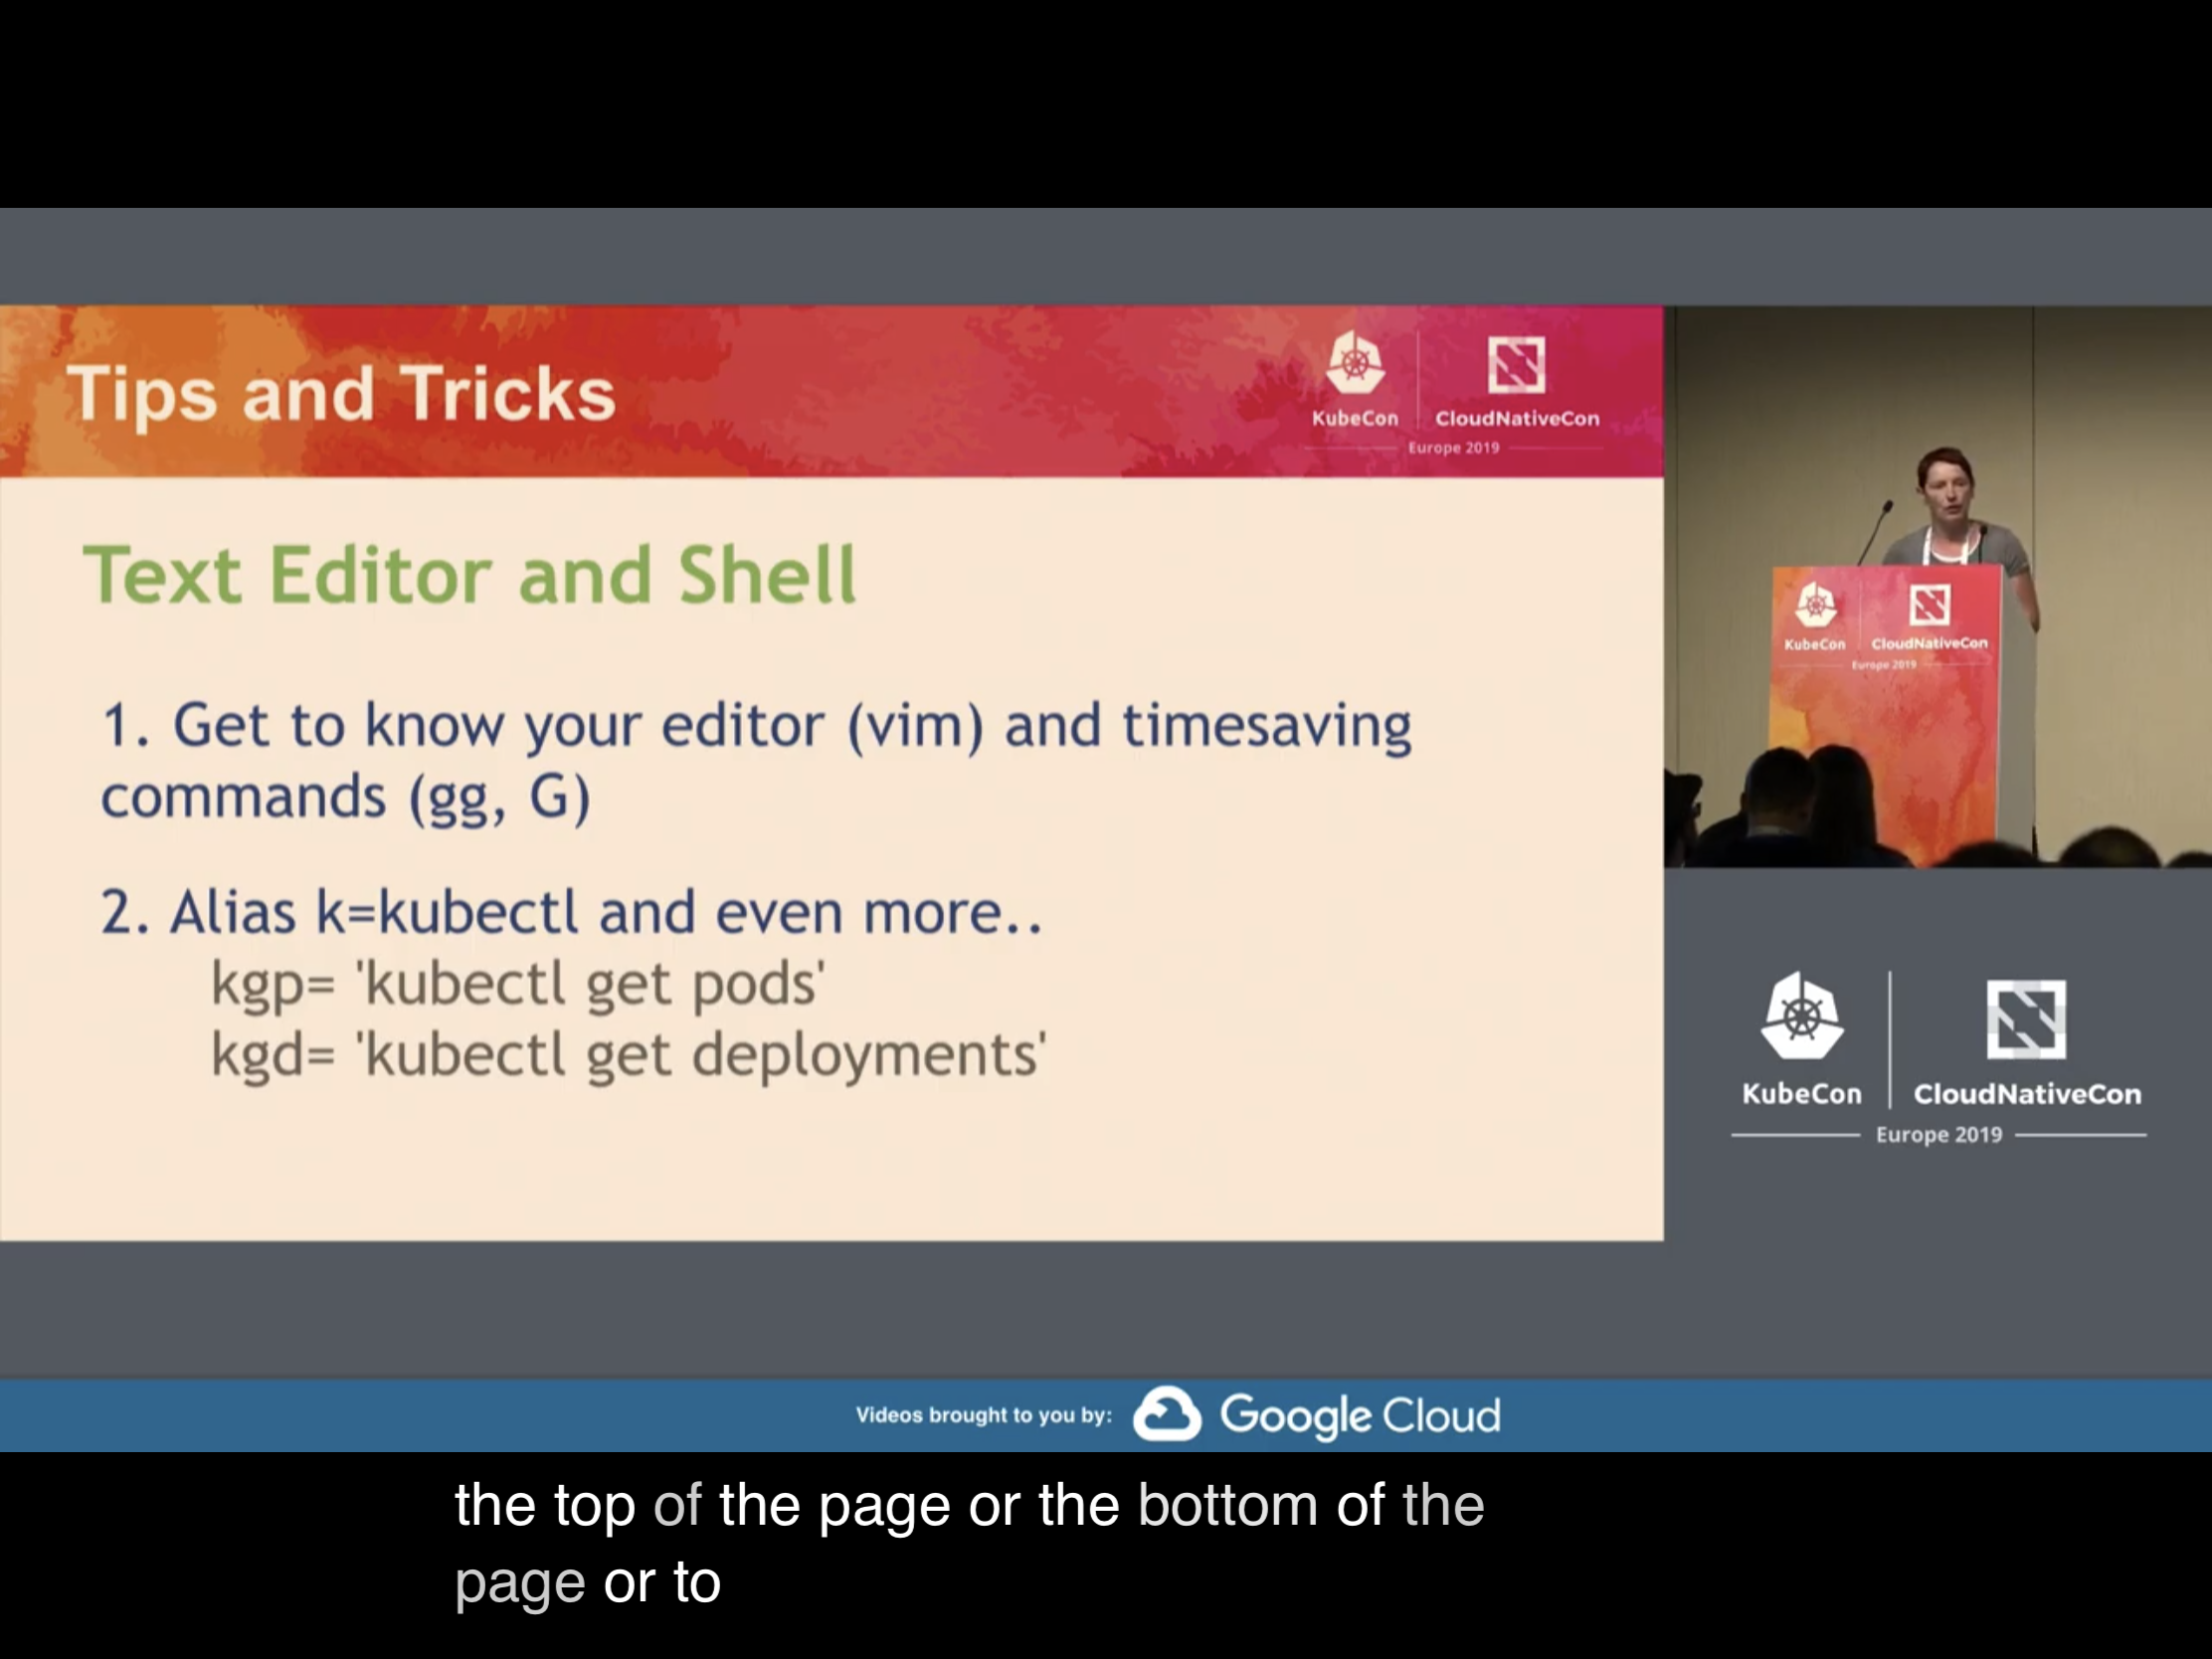 Tips and Tricks
KubeCon
CloudNativeCon
Europe 2019
Text Editor and Shell
1. Get to know your editor (vim) and timesaving
commands (gg, G)
2. Alias k=kubectl and even more..
kgp= 'kubectl get pods'
kgd= 'kubectl get deployments'
KubeCon
CloudNativeCon
Europe 2019
KubeCon
CloudNativeCon
Europe 2019
Videos brought to you by:
Google Cloud
the top of the page or the bottom of the
page or to